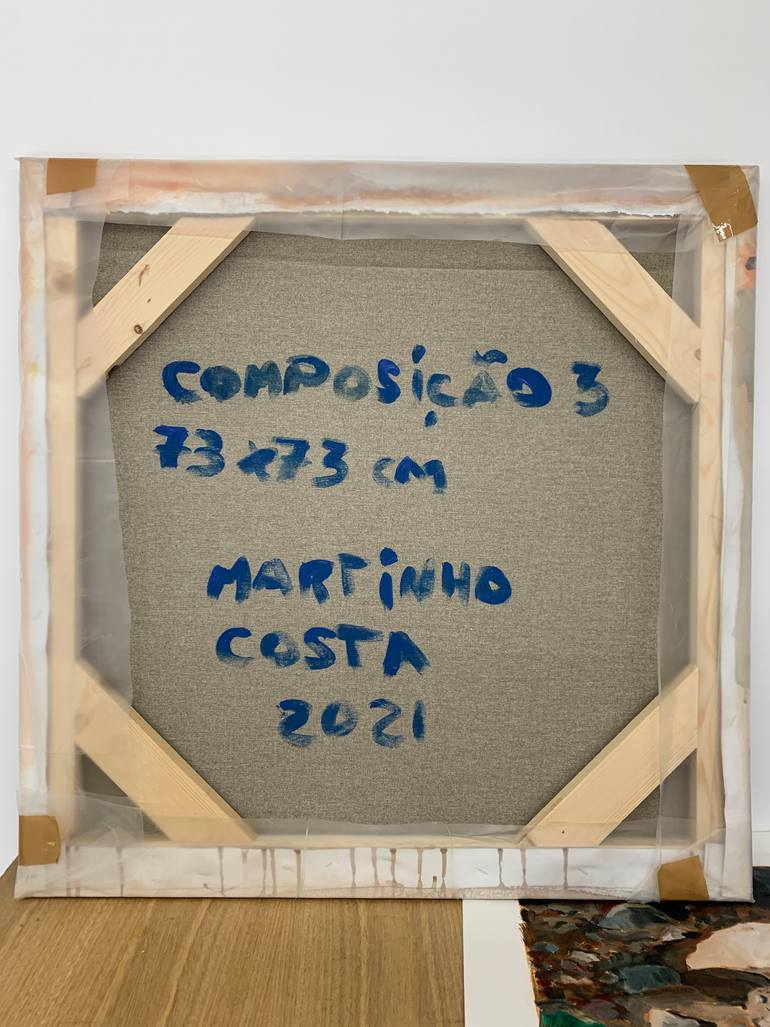 COMPOSIÇÃO 3
73x73 CM
MARTINHO
COSTA
2021